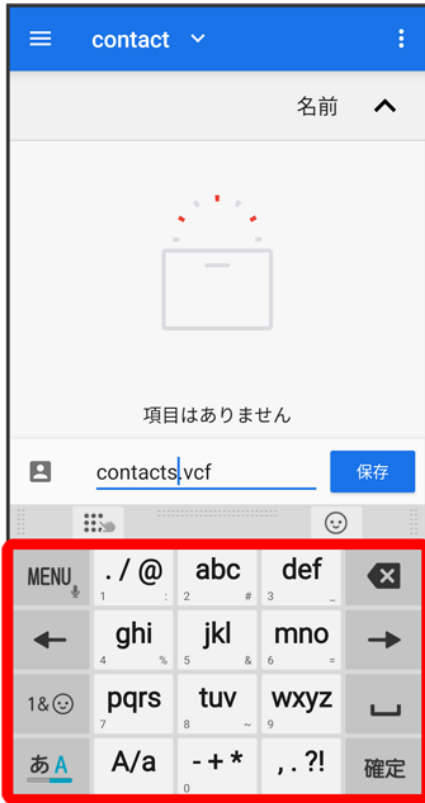 contact
名前
項目はありません
contacts.vcf 保存
MENU ./@ 1 : abc 2 # def 3 _
ghi 4 % jkl 5 & mno 6 =
1& pqrs 7 tuv 8 ~ wxyz 9
あA A/a -+* 0 ,.?! 確定